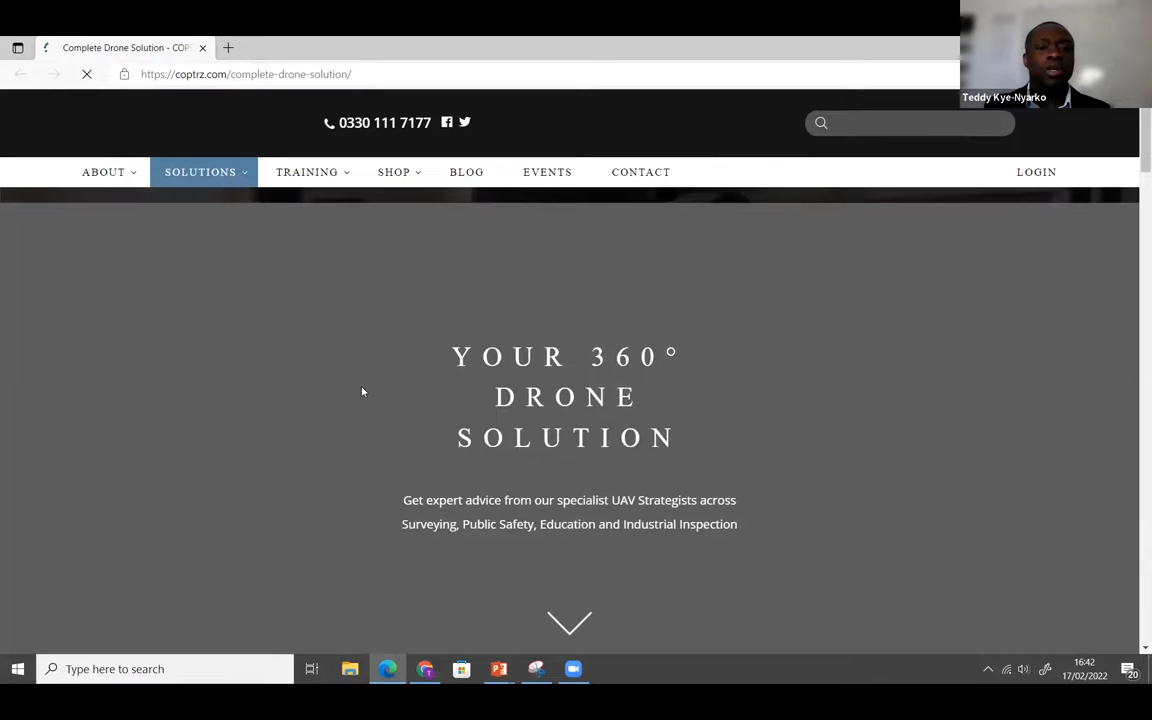 Complete Drone Solution - COP
https://coptrz.com/complete-drone-solution/
Teddy Kye-Nyarko
0330 111 7177
ABOUT SOLUTIONS TRAINING SHOP BLOG EVENTS CONTACT LOGIN
YOUR 360°
DRONE
SOLUTION
Get expert advice from our specialist UAV Strategists across
Surveying, Public Safety, Education and Industrial Inspection
Type here to search
16:42
17/02/2022
20